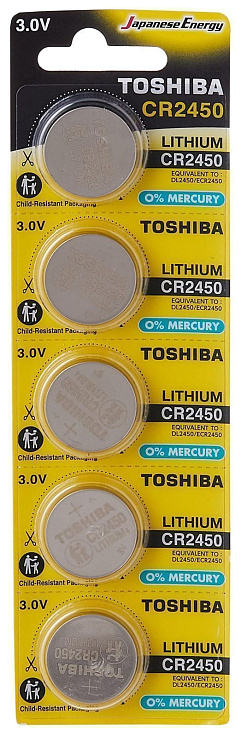 3.0V
Japanese Energy
TOSHIBA
CR2450
LITHIUM
CR2450
EQUIVALENT TO :
DL2450/ECR2450
Child-Resistant Packaging
0% MERCURY
3.0V
TOSHIBA
LITHIUM
CR2450
EQUIVALENT TO :
DL2450/ECR2450
Child-Resistant Packaging
0% MERCURY
3.0V
TOSHIBA
LITHIUM
CR2450
EQUIVALENT TO :
DL2450/ECR2450
Child-Resistant Packaging
0% MERCURY
3.0V
TOSHIBA
LITHIUM
CR2450
EQUIVALENT TO :
DL2450/ECR2450
TOSHIBA
CR2450
Child-Resistant Packaging
0% MERCURY
3.0V
TOSHIBA
LITHIUM
CR2450
EQUIVALENT TO :
DL2450/ECR2450
TOSHIBA
CR2450
Child-Resistant Packaging
0% MERCURY